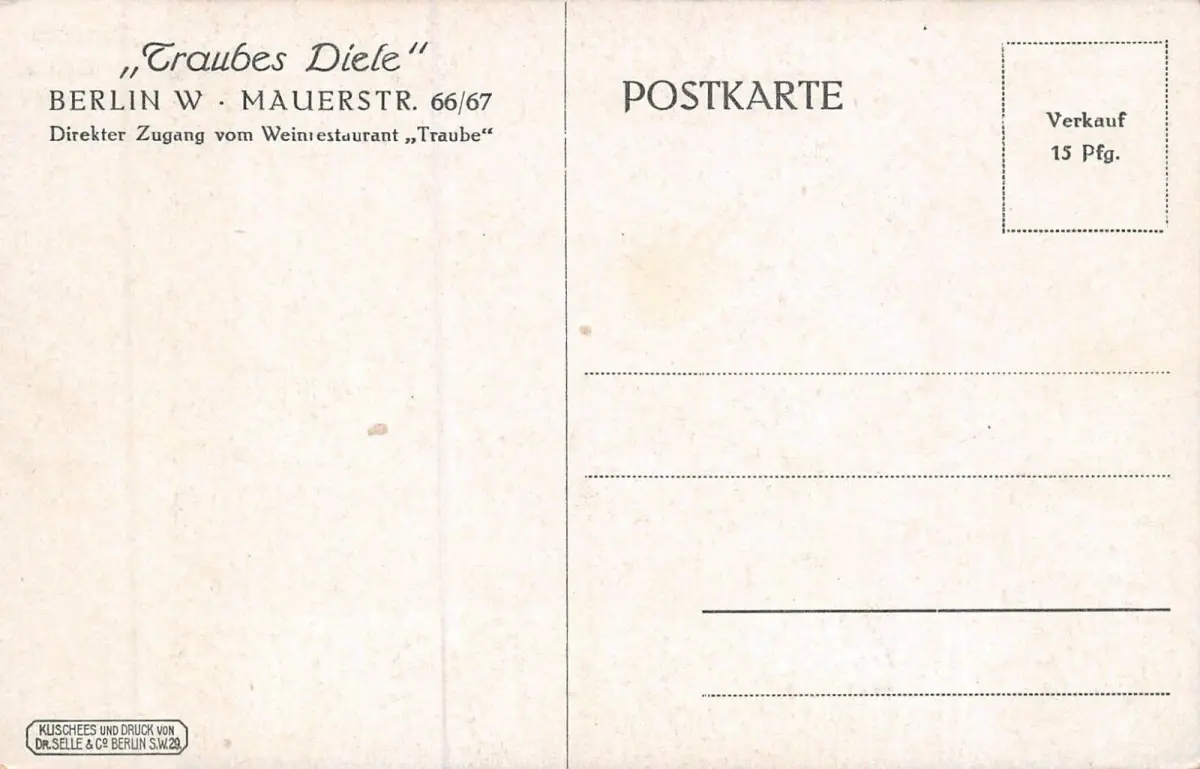 „Traubes Diele“
BERLIN W · MAUERSTR. 66/67
Direkter Zugang vom Weinrestaurant „Traube“
POSTKARTE
Verkauf
15 Pfg.
KLISCHEES UND DRUCK VON
DR. SELLE & Co BERLIN S.W.29.